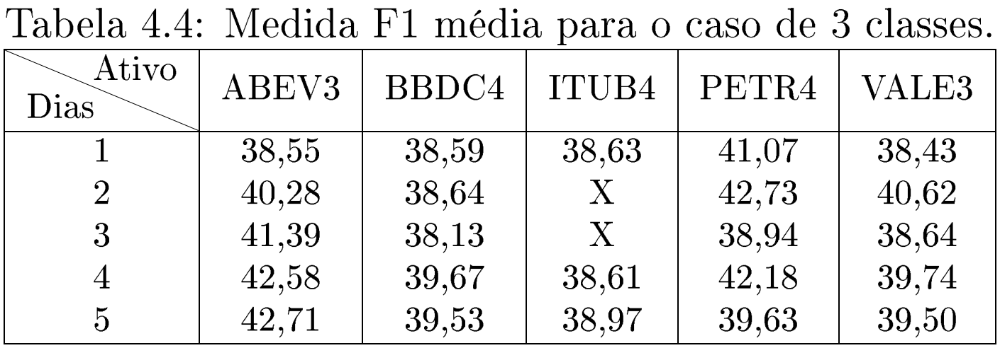 Tabela 4.4: Medida F1 média para o caso de 3 classes.
Ativo
Dias
ABEV3 BBDC4 ITUB4 PETR4 VALE3
1 38,55 38,59 38,63 41,07 38,43
2 40,28 38,64 X 42,73 40,62
3 41,39 38,13 X 38,94 38,64
4 42,58 39,67 38,61 42,18 39,74
5 42,71 39,53 38,97 39,63 39,50